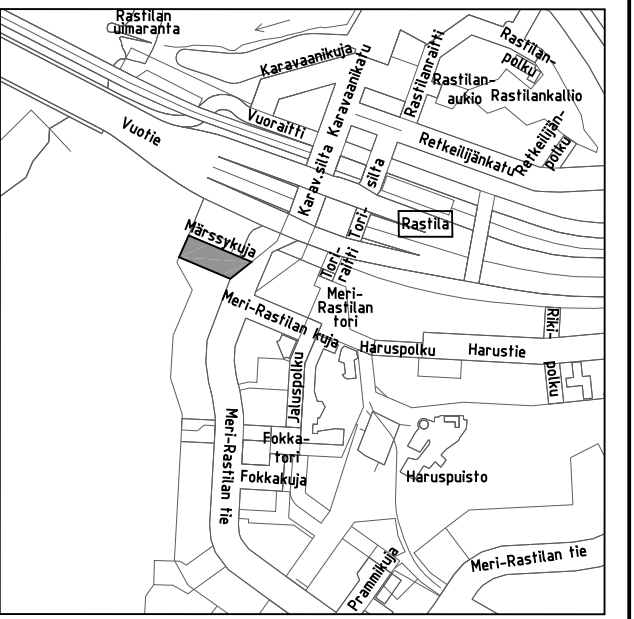 Rastilan
uimaranta
Karavaanikuja
Karavaanikatu
Rastilanraitti
Rastilan-
polku
Rastilan-
aukio
Rastilankallio
Vuoraitti
Vuotie
Retkeilijänkatu
Retkeilijän-
polku
Karav.silta
silta
Tori-
Rastila
Märssykuja
Tori-
raitti
Meri-
Rastilan
tori
Meri-Rastilan kuja
Haruspolku
Harustie
Riki-
polku
Jaluspolku
Meri-Rastilan tie
Fokka-
tori
Fokkakuja
Haruspuisto
Meri-Rastilan tie
Prammikuja